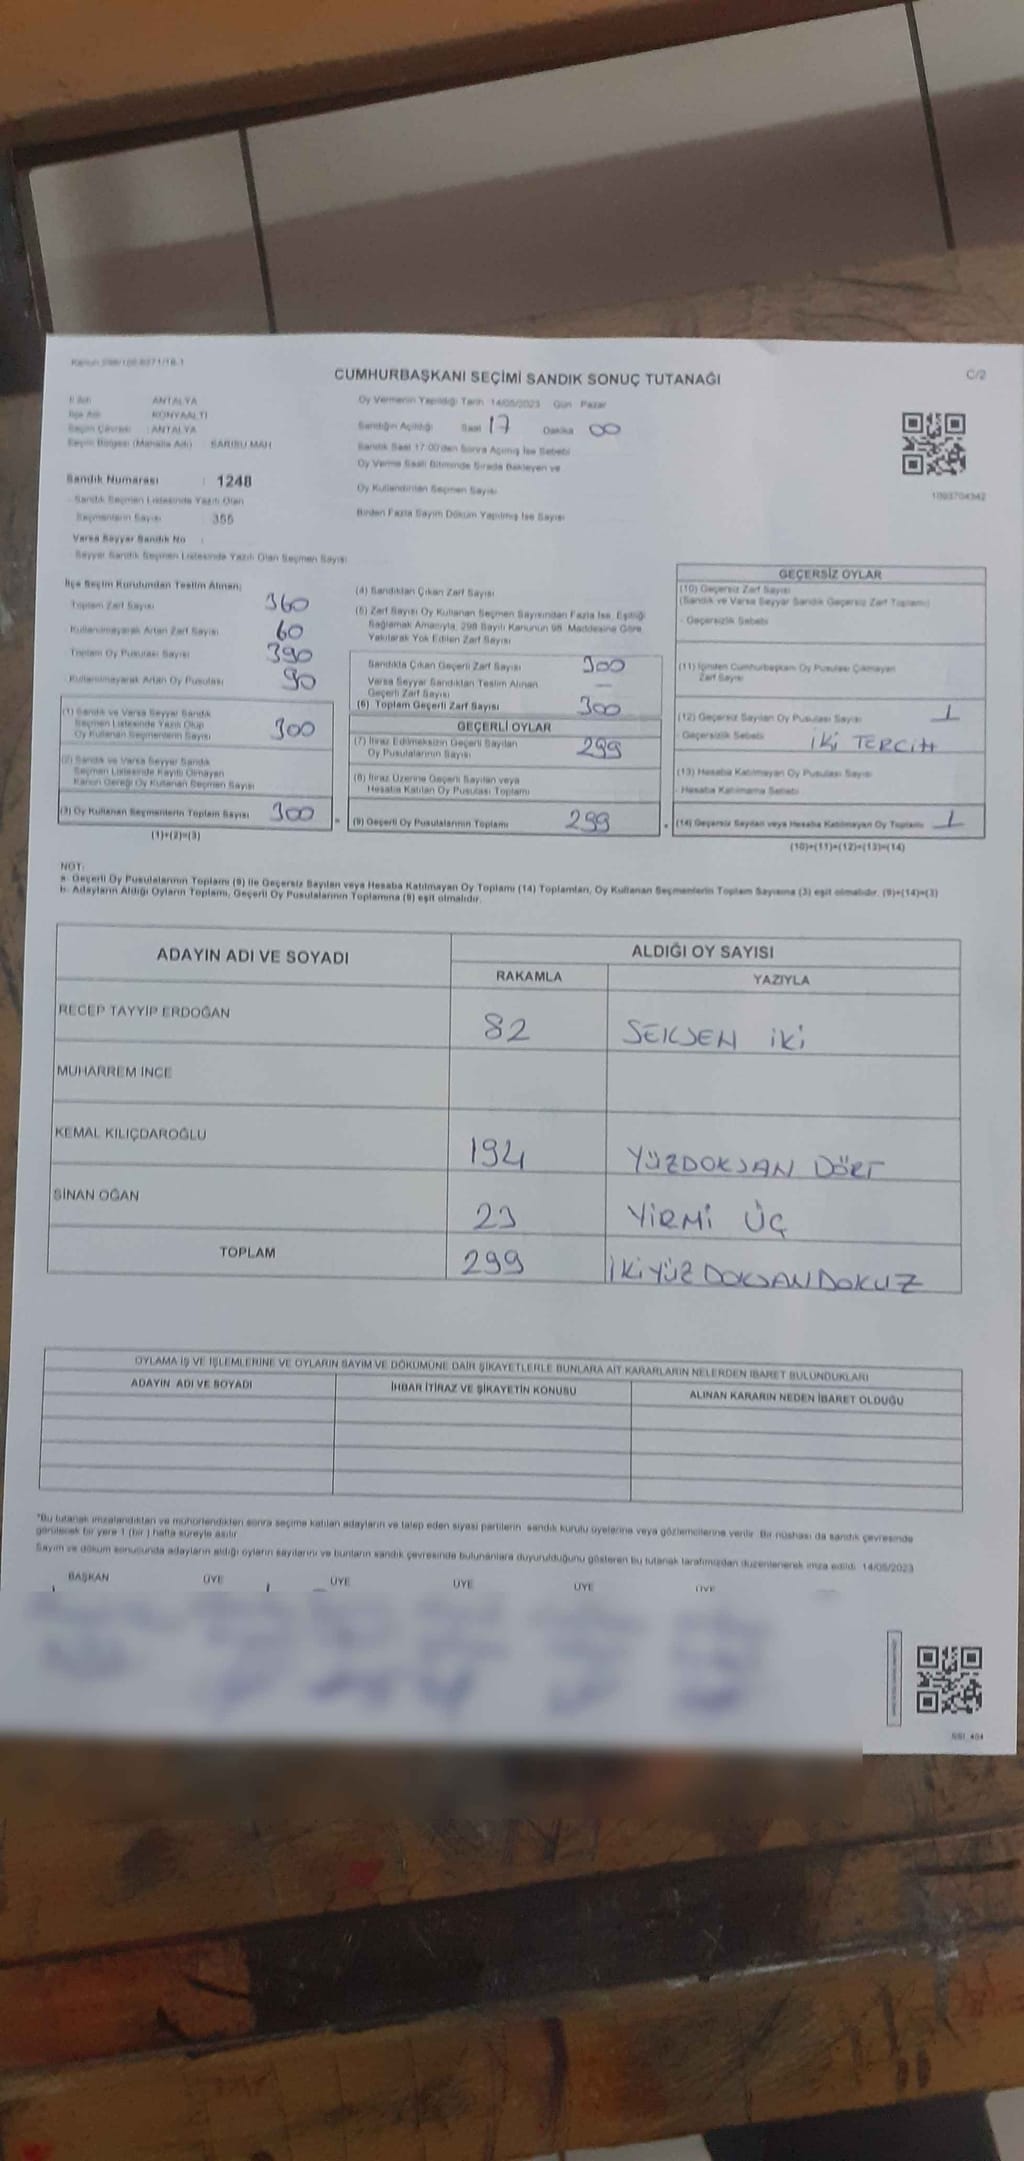 Kanun 298/105 6271/18-1
CUMHURBAŞKANI SEÇİMİ SANDIK SONUÇ TUTANAĞI
C/2
İl Adı : ANTALYA
İlçe Adı : KONYAALTI
Seçim Çevresi : ANTALYA
Seçim Bölgesi (Mahalle Adı) : SARISU MAH
Sandık Numarası : 1248
Sandık Seçmen Listesinde Yazılı Olan
Seçmenlerin Sayısı : 355
Varsa Seyyar Sandık No :
Seyyar Sandık Seçmen Listesinde Yazılı Olan Seçmen Sayısı
Oy Vermenin Yapıldığı Tarih 14/05/2023 Gün Pazar
Sandığın Açıldığı Saat 17 Dakika 00
Sandık Saat 17:00'den Sonra Açılmış İse Sebebi
Oy Verme Saati Bitiminde Sırada Bekleyen ve
Oy Kullandırılan Seçmen Sayısı
Birden Fazla Sayım Döküm Yapılmış İse Sayısı
İlçe Seçim Kurulundan Teslim Alınan;
Toplam Zarf Sayısı 360
Kullanılmayarak Artan Zarf Sayısı 60
Toplam Oy Pusulası Sayısı 390
Kullanılmayarak Artan Oy Pusulası 90
(1) Sandık ve Varsa Seyyar Sandık
Seçmen Listesinde Yazılı Olup
Oy Kullanan Seçmenlerin Sayısı 300
(2) Sandık ve Varsa Seyyar Sandık
Seçmen Listesinde Kayıtlı Olmayan
Kanun Gereği Oy Kullanan Seçmen Sayısı
(3) Oy Kullanan Seçmenlerin Toplam Sayısı 300
(1)+(2)=(3)
(4) Sandıktan Çıkan Zarf Sayısı
(5) Zarf Sayısı Oy Kullanan Seçmen Sayısından Fazla İse, Eşitliği
Sağlamak Amacıyla, 298 Sayılı Kanunun 98. Maddesine Göre
Yakılarak Yok Edilen Zarf Sayısı
Sandıkta Çıkan Geçerli Zarf Sayısı 300
Varsa Seyyar Sandıktan Teslim Alınan
Geçerli Zarf Sayısı —
(6) Toplam Geçerli Zarf Sayısı 300
GEÇERLİ OYLAR
(7) İtiraz Edilmeksizin Geçerli Sayılan
Oy Pusulalarının Sayısı 299
(8) İtiraz Üzerine Geçerli Sayılan veya
Hesaba Katılan Oy Pusulası Toplamı
= (9) Geçerli Oy Pusulalarının Toplamı 299
GEÇERSİZ OYLAR
(10) Geçersiz Zarf Sayısı
(Sandık ve Varsa Seyyar Sandık Geçersiz Zarf Toplamı)
- Geçersizlik Sebebi
(11) İçinden Cumhurbaşkanı Oy Pusulası Çıkmayan
Zarf Sayısı
(12) Geçersiz Sayılan Oy Pusulası Sayısı 1
- Geçersizlik Sebebi İKİ TERCİH
(13) Hesaba Katılmayan Oy Pusulası Sayısı
- Hesaba Katılmama Sebebi
+ (14) Geçersiz Sayılan veya Hesaba Katılmayan Oy Toplamı 1
(10)+(11)+(12)+(13)=(14)
NOT:
a- Geçerli Oy Pusulalarının Toplamı (9) ile Geçersiz Sayılan veya Hesaba Katılmayan Oy Toplamı (14) Toplamları, Oy Kullanan Seçmenlerin Toplam Sayısına (3) eşit olmalıdır. (9)+(14)=(3)
b- Adayların Aldığı Oyların Toplamı, Geçerli Oy Pusulalarının Toplamına (9) eşit olmalıdır.
ADAYIN ADI VE SOYADI
ALDIĞI OY SAYISI
RAKAMLA YAZIYLA
RECEP TAYYİP ERDOĞAN 82 SEKSEN İKİ
MUHARREM İNCE
KEMAL KILIÇDAROĞLU 194 YÜZDOKSAN DÖRT
SİNAN OĞAN 23 YİRMİ ÜÇ
TOPLAM 299 İKİYÜZ DOKSANDOKUZ
OYLAMA İŞ VE İŞLEMLERİNE VE OYLARIN SAYIM VE DÖKÜMÜNE DAİR ŞİKAYETLERLE BUNLARA AİT KARARLARIN NELERDEN İBARET BULUNDUKLARI
ADAYIN ADI VE SOYADI İHBAR İTİRAZ VE ŞİKAYETİN KONUSU ALINAN KARARIN NEDEN İBARET OLDUĞU
*Bu tutanak imzalandıktan ve mühürlendikten sonra seçime katılan adayların ve talep eden siyasi partilerin sandık kurulu üyelerine veya gözlemcilerine verilir. Bir nüshası da sandık çevresinde
görülecek bir yere 1 (bir) hafta süreyle asılır.
Sayım ve döküm sonucunda adayların aldığı oyların sayılarını ve bunların sandık çevresinde bulunanlara duyurulduğunu gösteren bu tutanak tarafımızdan düzenlenerek imza edildi. 14/05/2023
BAŞKAN ÜYE ÜYE ÜYE ÜYE ÜYE